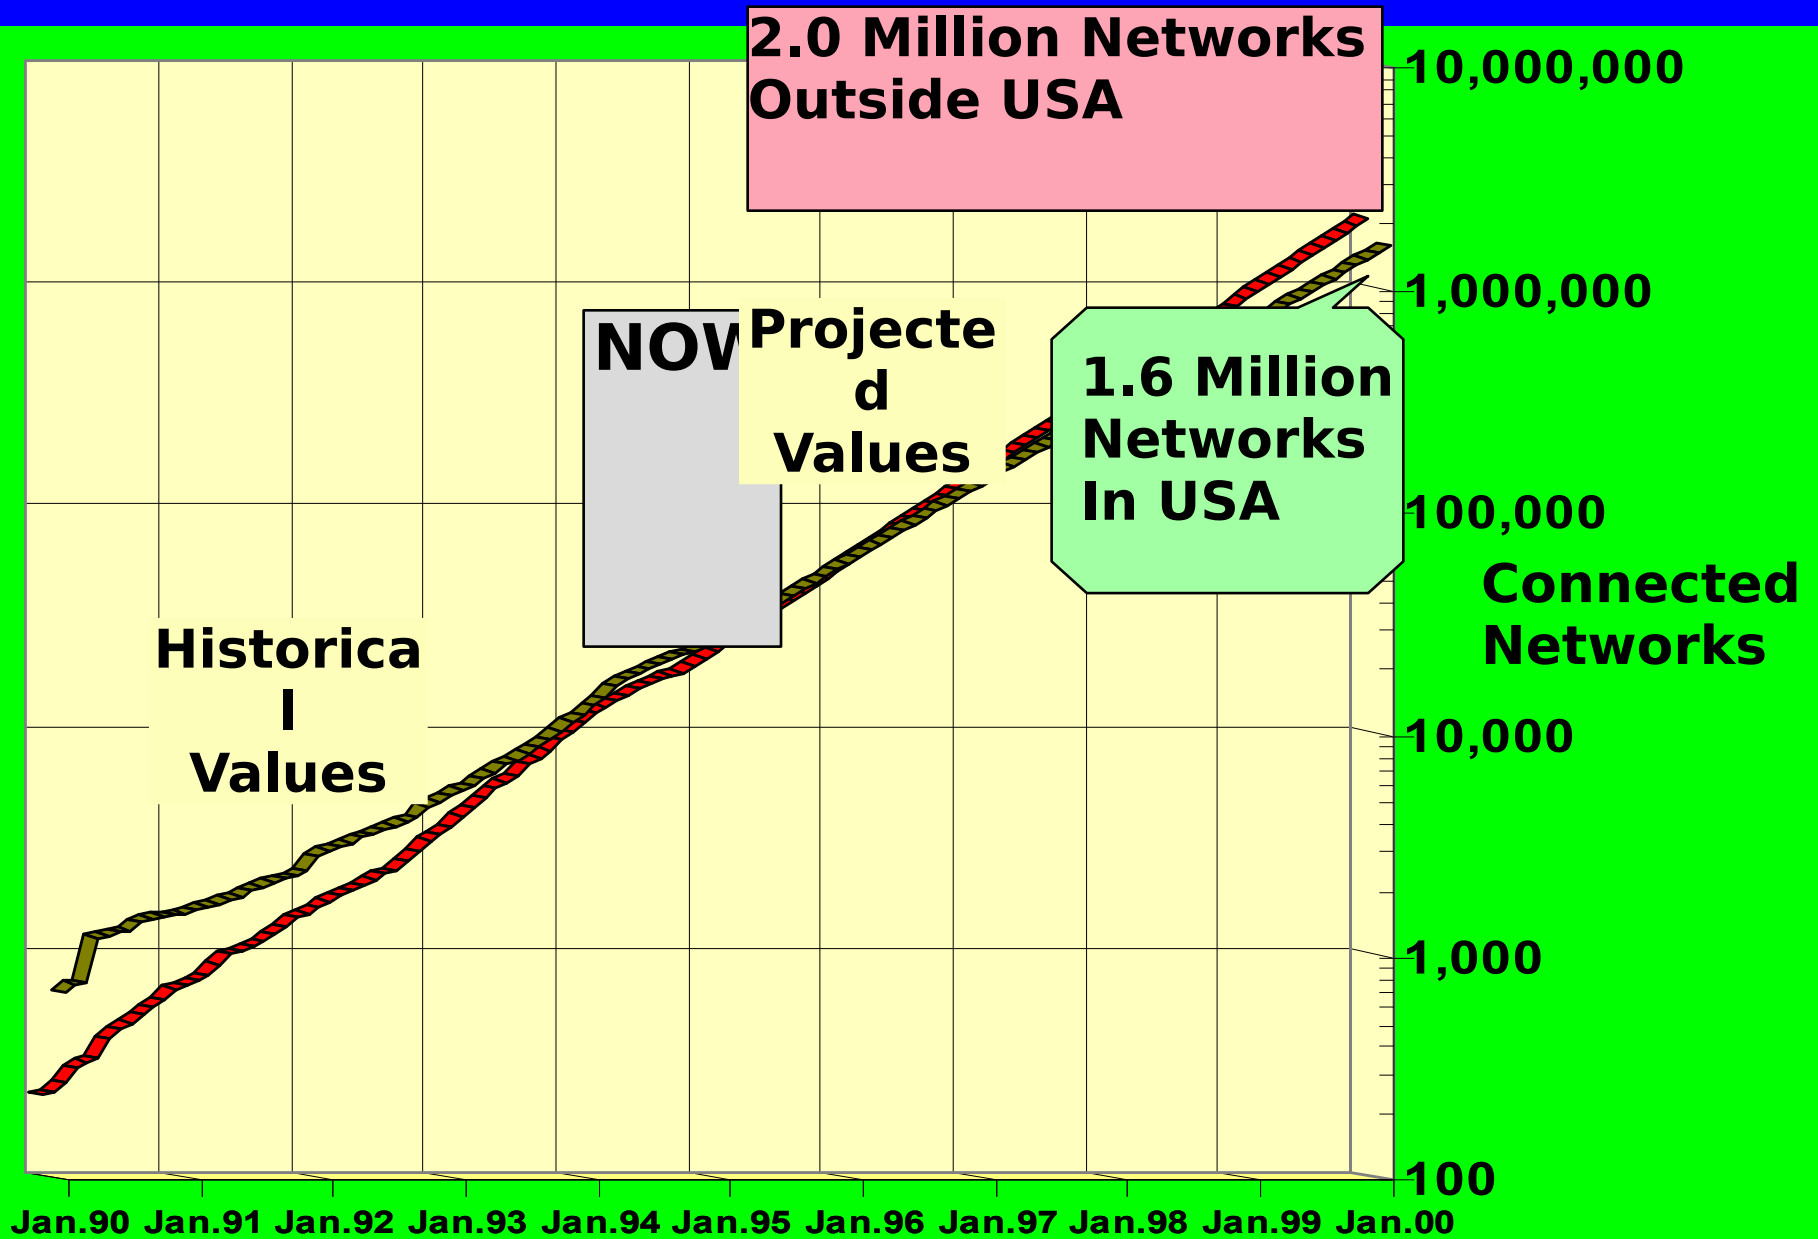 2.0 Million Networks
Outside USA
10,000,000
1,000,000
NOW
Projecte
d
Values
1.6 Million
Networks
In USA
100,000
Connected
Networks
Historica
l
Values
10,000
1,000
100
Jan.90 Jan.91 Jan.92 Jan.93 Jan.94 Jan.95 Jan.96 Jan.97 Jan.98 Jan.99 Jan.00